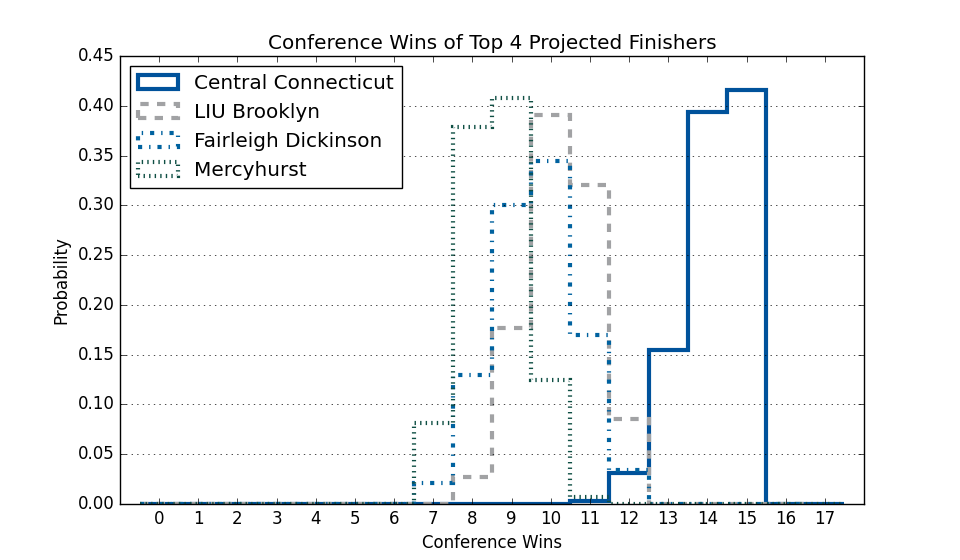 Conference Wins of Top 4 Projected Finishers
0.45
0.40
0.35
0.30
0.25
0.20
0.15
0.10
0.05
0.00
Probability
Central Connecticut
LIU Brooklyn
Fairleigh Dickinson
Mercyhurst
0 1 2 3 4 5 6 7 8 9 10 11 12 13 14 15 16 17
Conference Wins